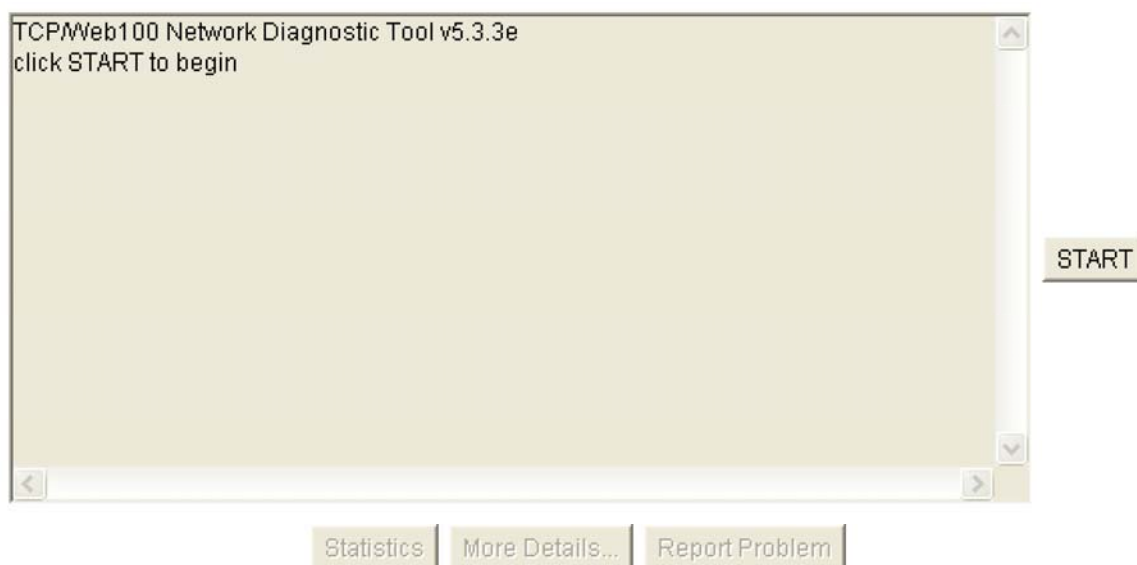 TCP/Web100 Network Diagnostic Tool v5.3.3e
click START to begin
START
Statistics
More Details...
Report Problem